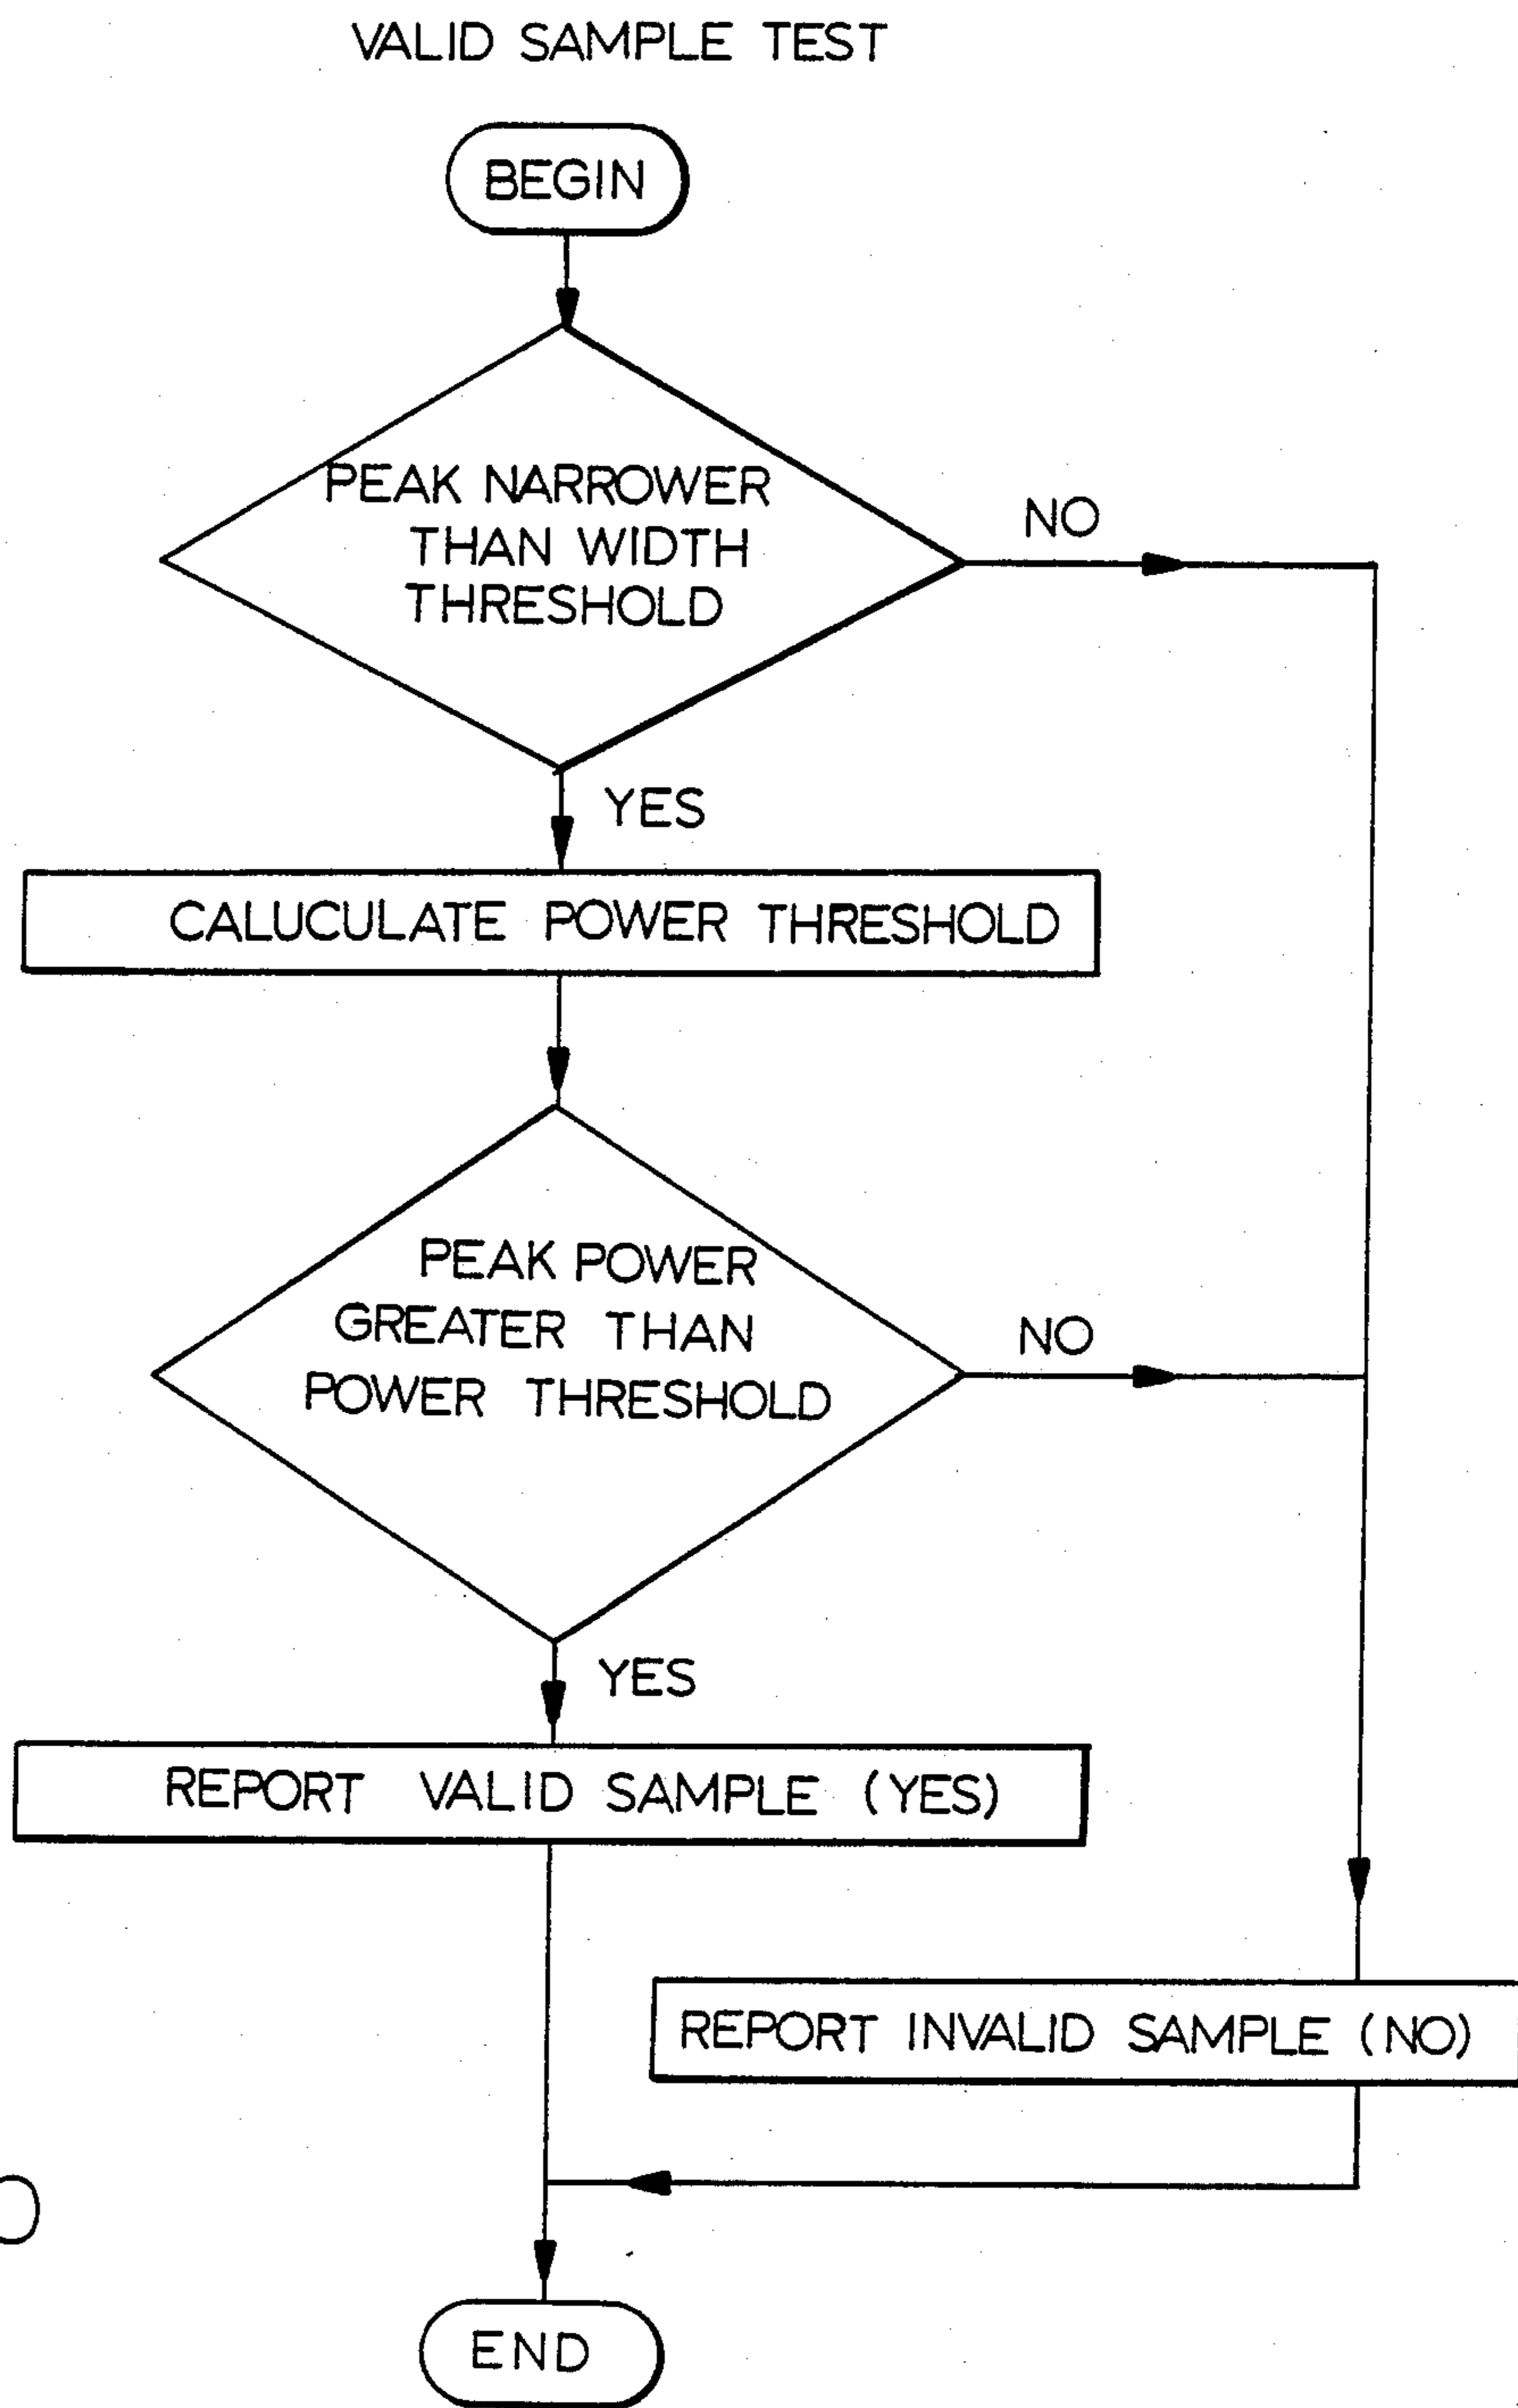 VALID SAMPLE TEST
BEGIN
PEAK NARROWER
THAN WIDTH
THRESHOLD
NO
YES
CALUCULATE POWER THRESHOLD
PEAK POWER
GREATER THAN
POWER THRESHOLD
NO
YES
REPORT VALID SAMPLE (YES)
REPORT INVALID SAMPLE (NO)
END